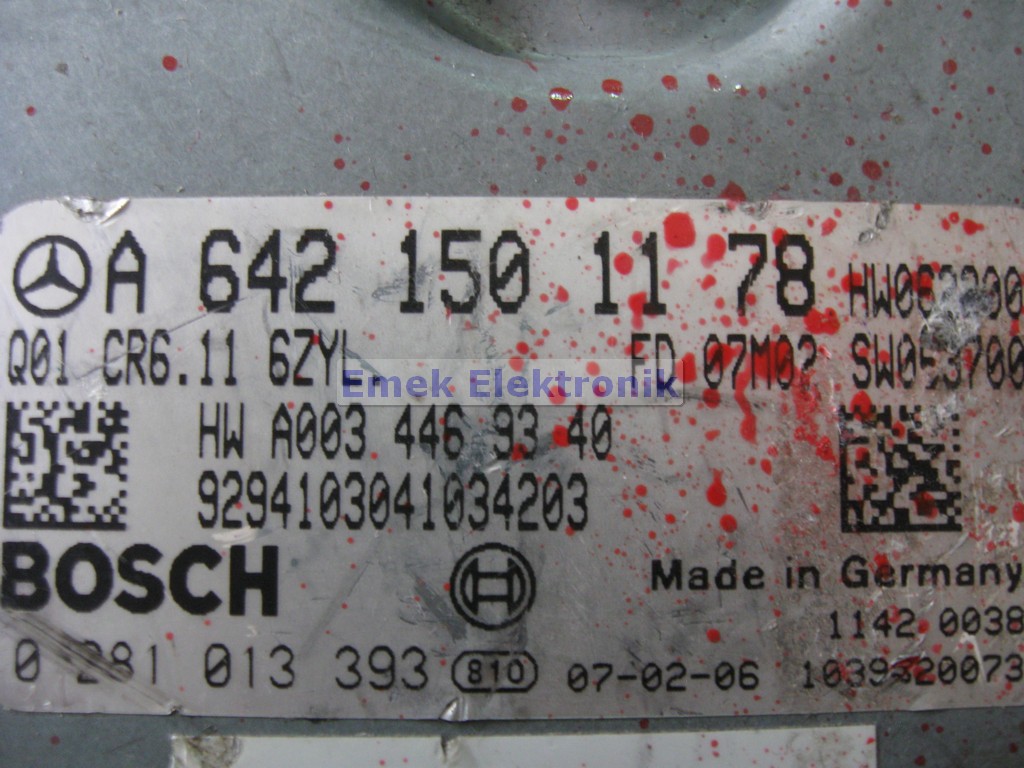 A 642 150 11 78
Q01 CR6.11 6ZYL FD 07M02 SW053700
Emek Elektronik
HW A003 446 93 40
9294103041034203
BOSCH
Made in Germany
1142 0038
0 281 013 393 810 07-02-06